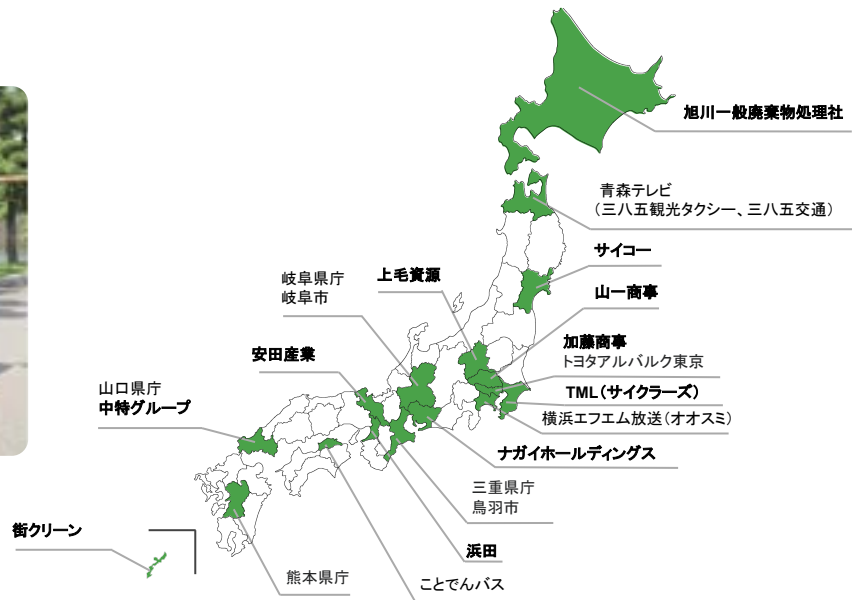 旭川一般廃棄物処理社
青森テレビ
(三八五観光タクシー、三八五交通)
サイコー
山一商事
上毛資源
岐阜県庁
岐阜市
加藤商事
トヨタアルバルク東京
安田産業
TML(サイクラーズ)
山口県庁
中特グループ
横浜エフエム放送(オオスミ)
ナガイホールディングス
三重県庁
鳥羽市
街クリーン
浜田
熊本県庁
ことでんバス